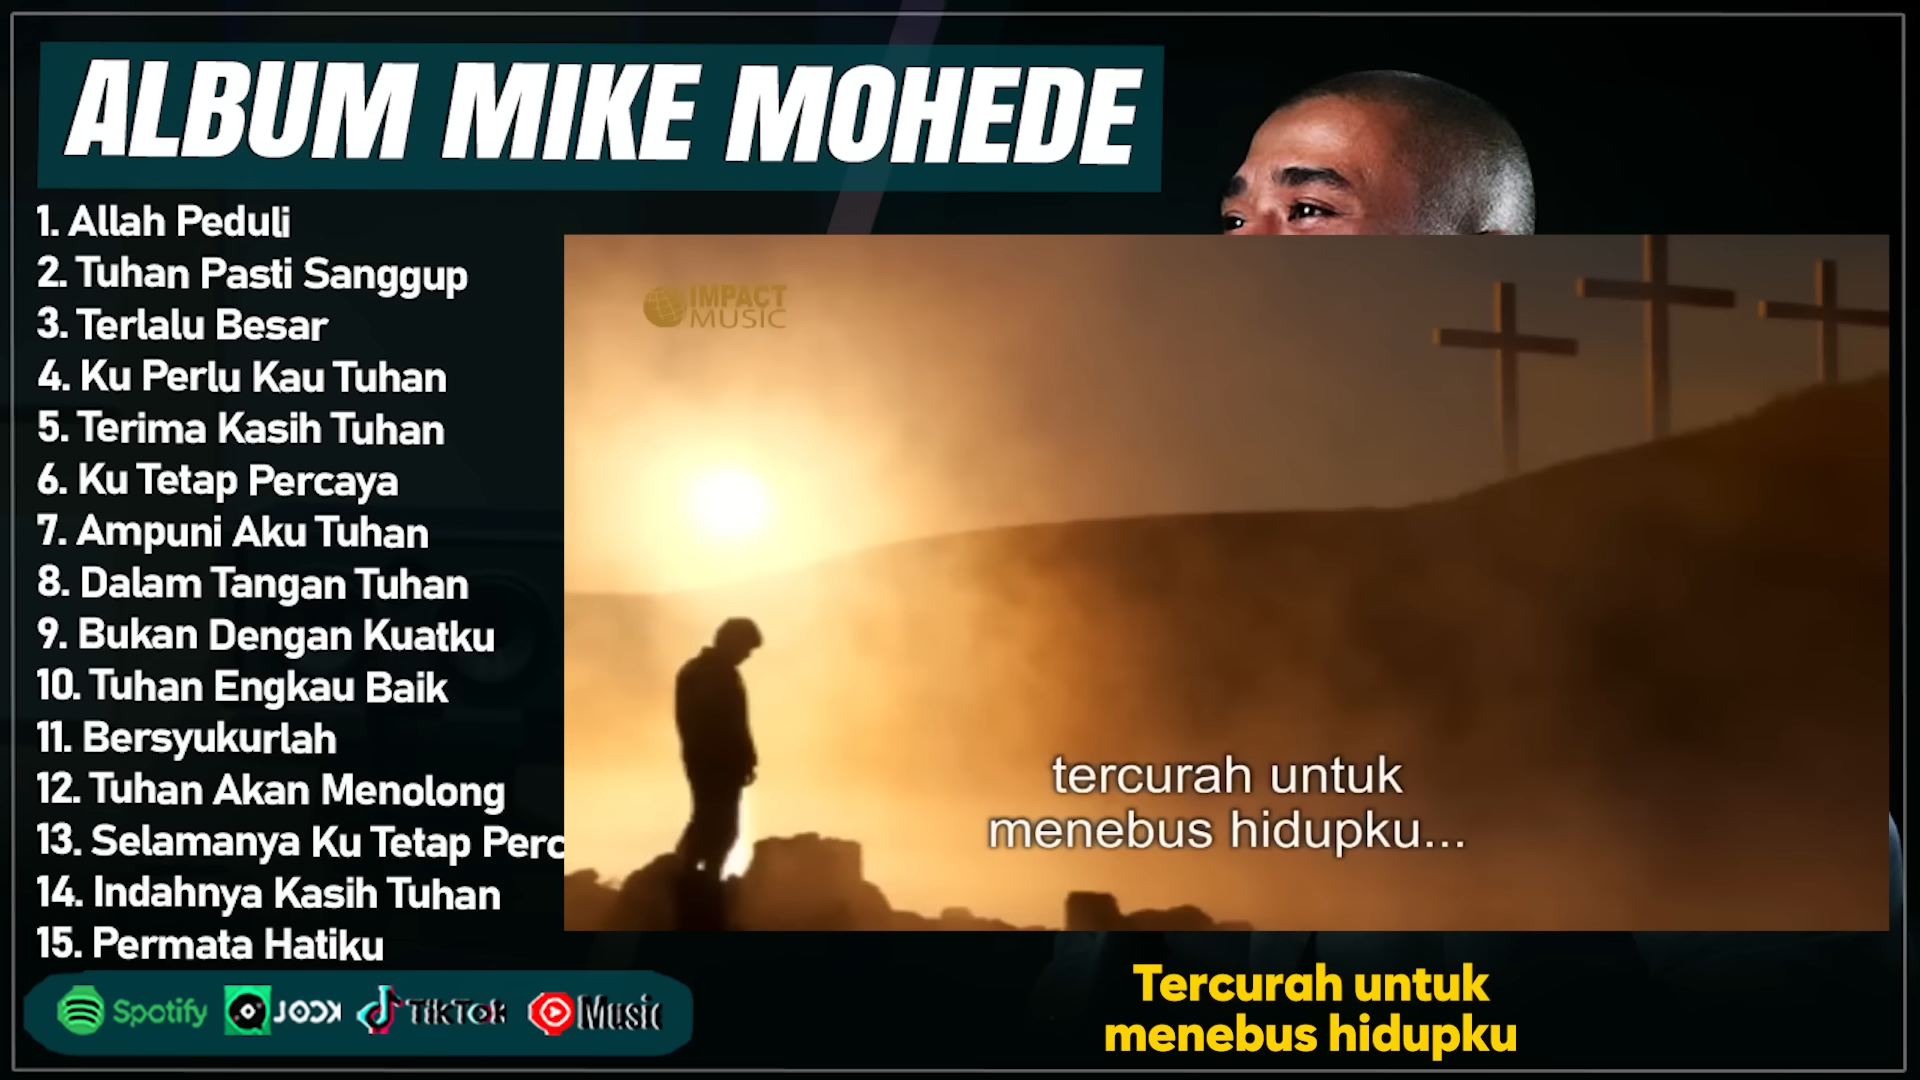 ALBUM MIKE MOHEDE
1. Allah Peduli
2. Tuhan Pasti Sanggup
3. Terlalu Besar
4. Ku Perlu Kau Tuhan
5. Terima Kasih Tuhan
6. Ku Tetap Percaya
7. Ampuni Aku Tuhan
8. Dalam Tangan Tuhan
9. Bukan Dengan Kuatku
10. Tuhan Engkau Baik
11. Bersyukurlah
12. Tuhan Akan Menolong
13. Selamanya Ku Tetap Perc
14. Indahnya Kasih Tuhan
15. Permata Hatiku
IMPACT
MUSIC
tercurah untuk
menebus hidupku...
Spotify JOOX TikTok Music
Tercurah untuk
menebus hidupku